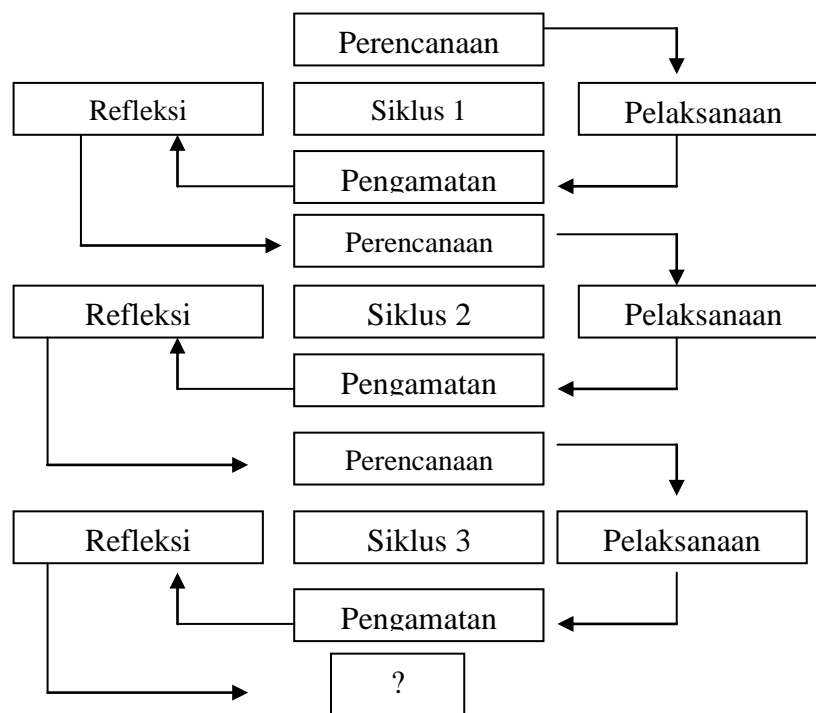 Perencanaan
Refleksi
Siklus 1
Pelaksanaan
Pengamatan
Perencanaan
Refleksi
Siklus 2
Pelaksanaan
Pengamatan
Perencanaan
Refleksi
Siklus 3
Pelaksanaan
Pengamatan
?